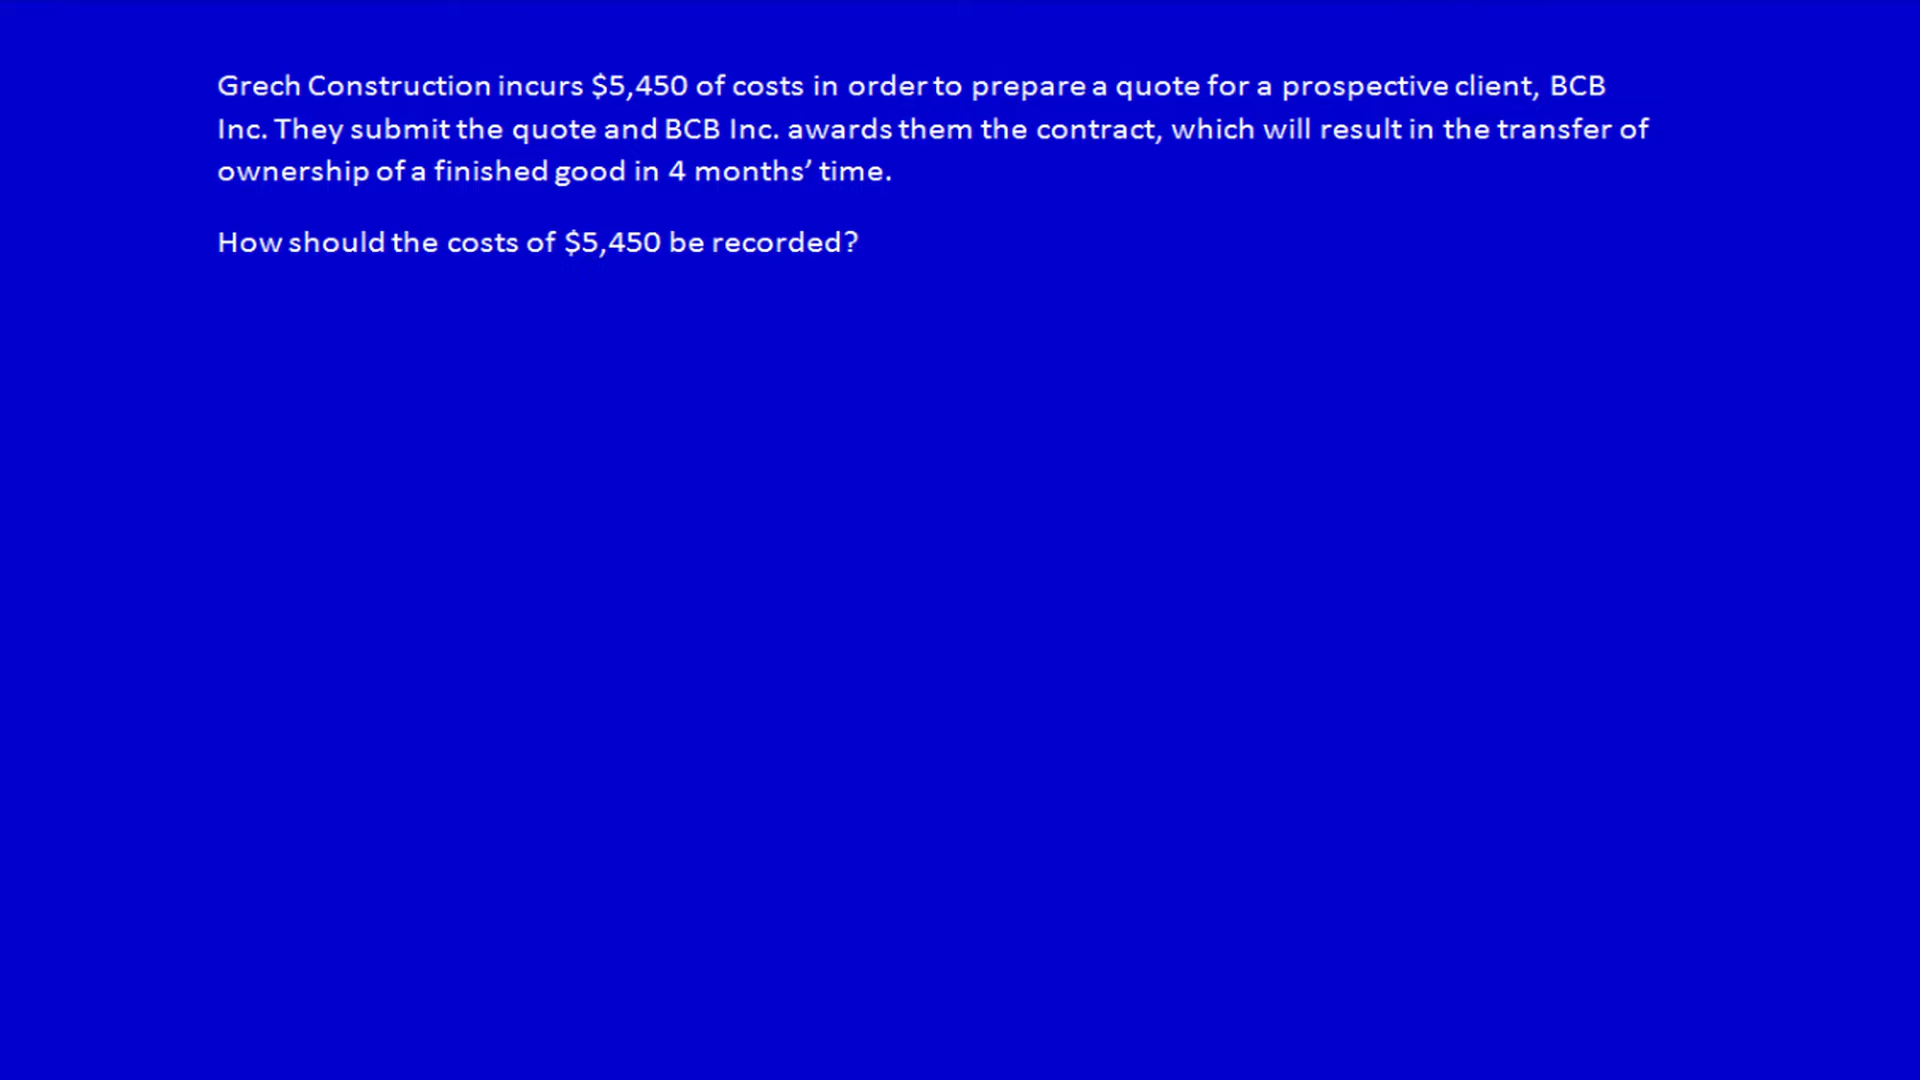 Grech Construction incurs $5,450 of costs in order to prepare a quote for a prospective client, BCB
Inc. They submit the quote and BCB Inc. awards them the contract, which will result in the transfer of
ownership of a finished good in 4 months’ time.
How should the costs of $5,450 be recorded?